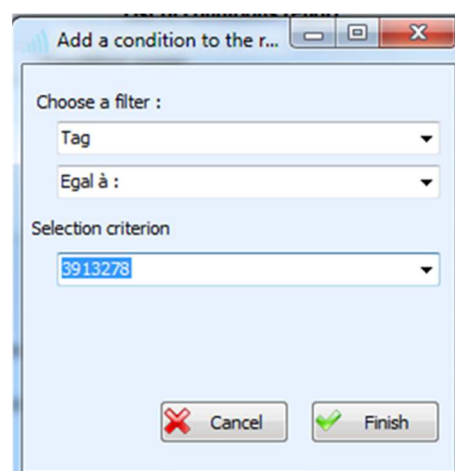 Add a condition to the r...
Choose a filter :
Tag
Egal à :
Selection criterion
3913278
Cancel
Finish